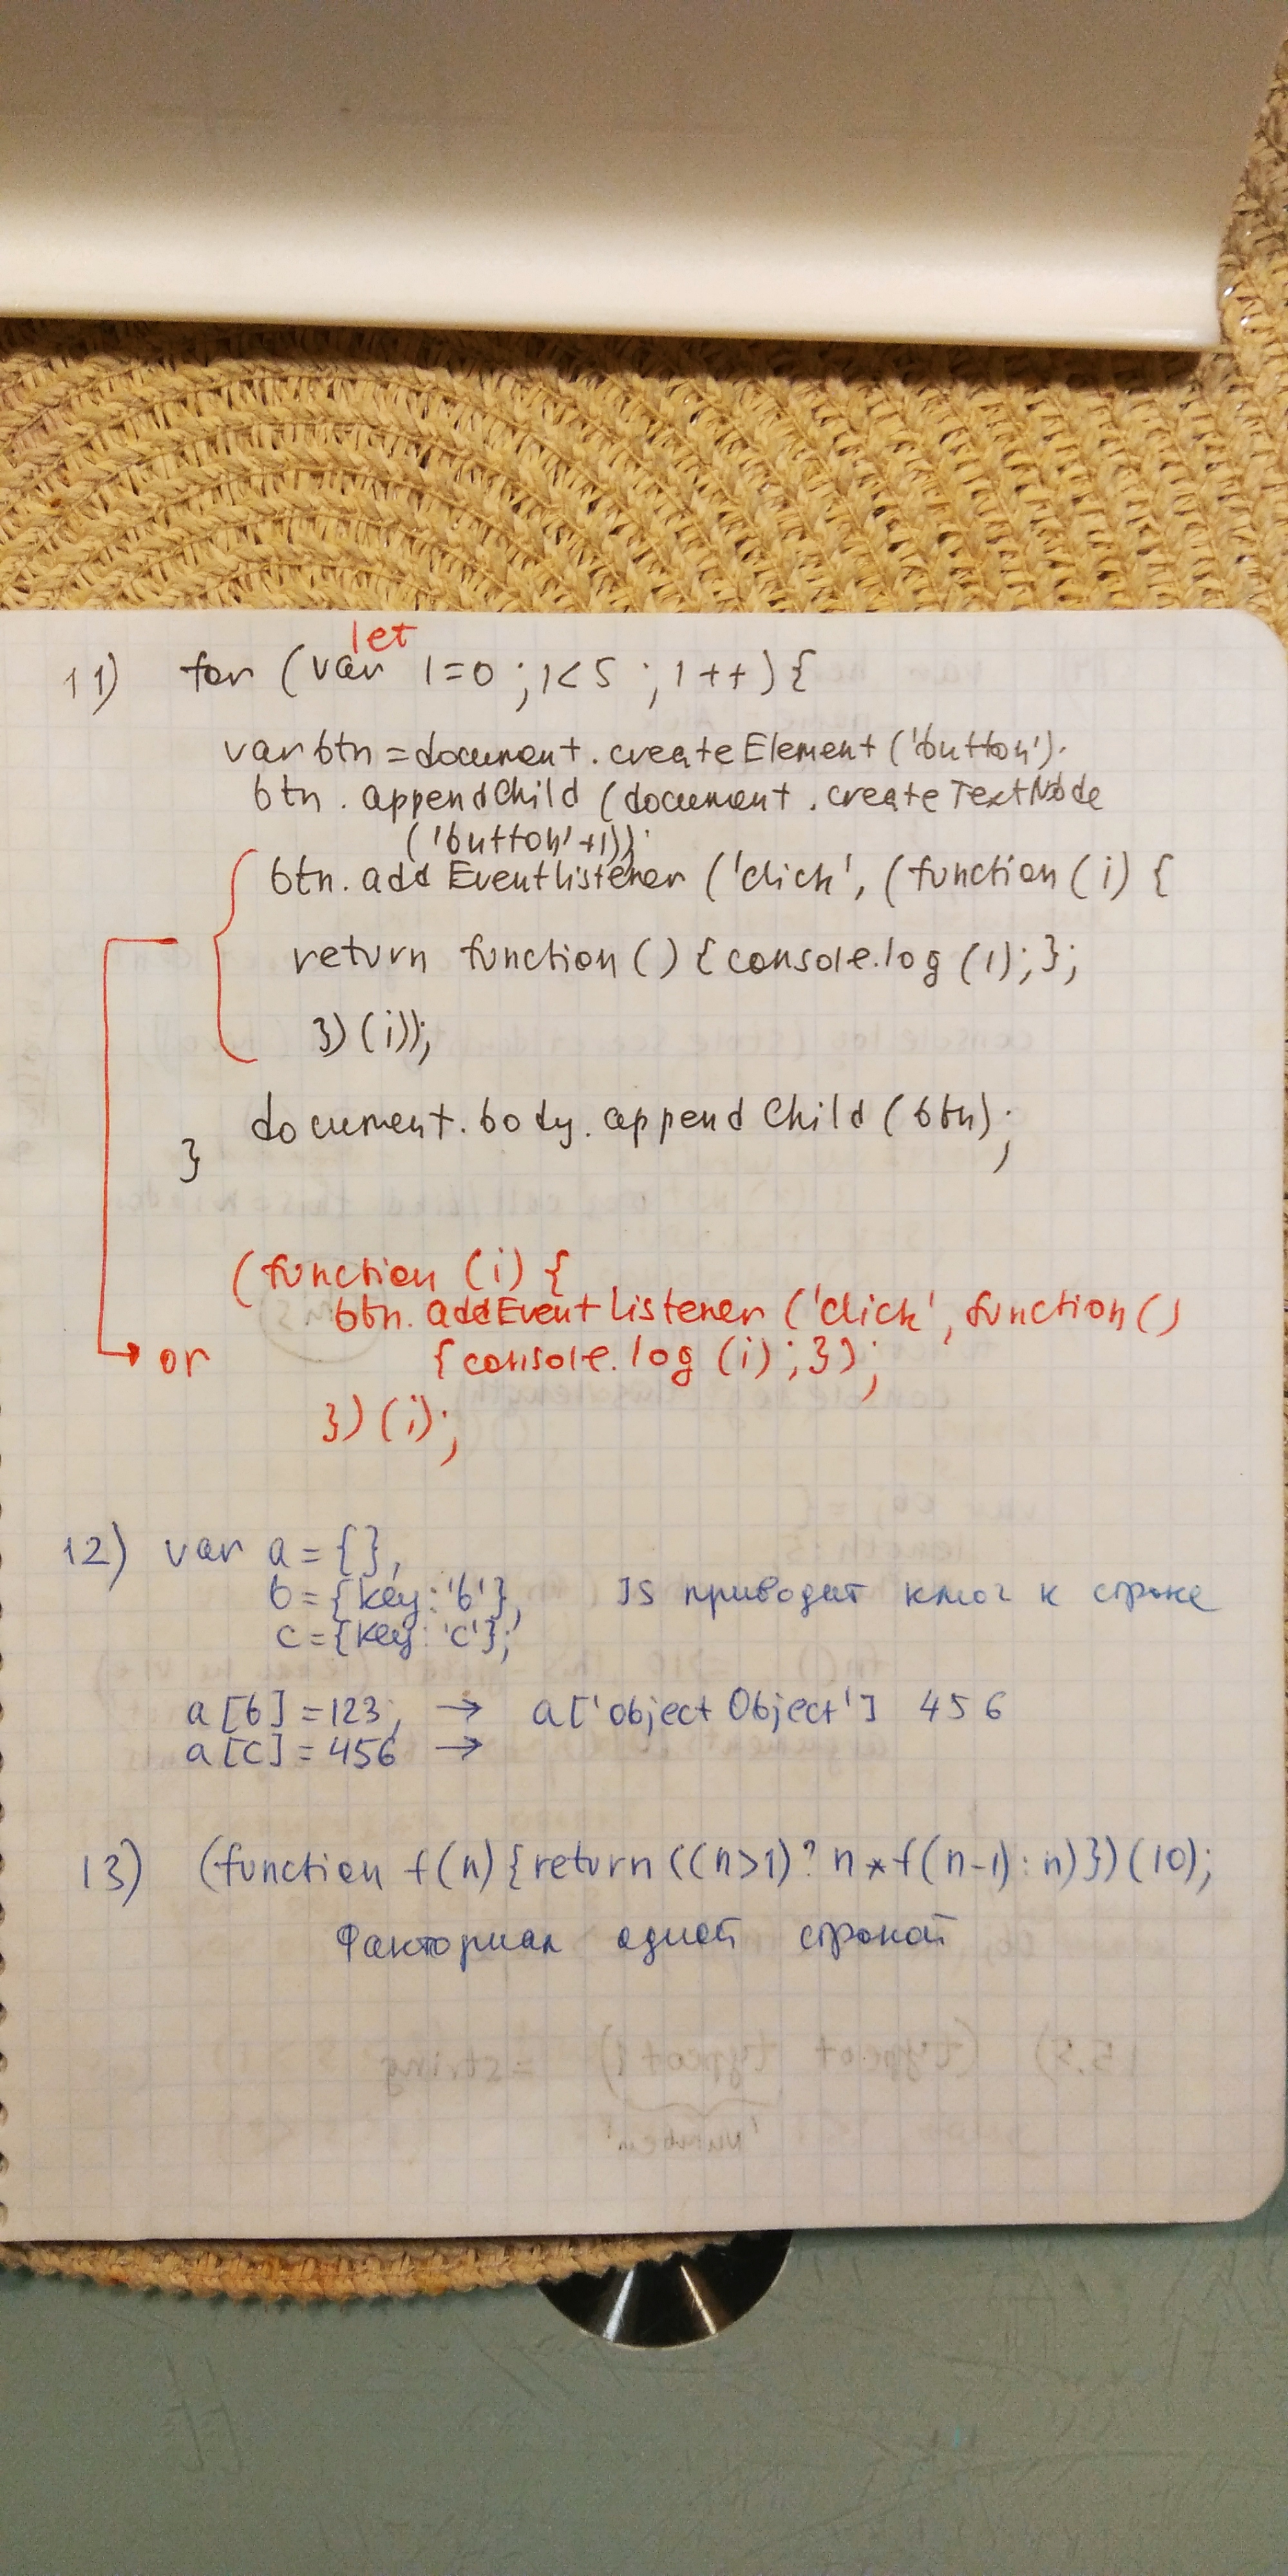 let
11) for (var i=0; i<5; i++){
var btn=document.createElement('button').
btn.appendChild(document.createTextNode
('button'+i));
btn.addEventListener('click', (function(i) {
return function() {console.log(i);};
})(i));
document.body.appendChild(btn);
}
(function (i) {
btn.addEventListener('click', function()
or {console.log(i);});
})(i);
12) var a={},
b={key:'b'}, JS приводит ключ к строке
c={key:'c'};
a[b]=123; → a['object Object'] 456
a[c]=456 →
13) (function f(n){return((n>1)? n*f(n-1):n)})(10);
Факториал одной строкой